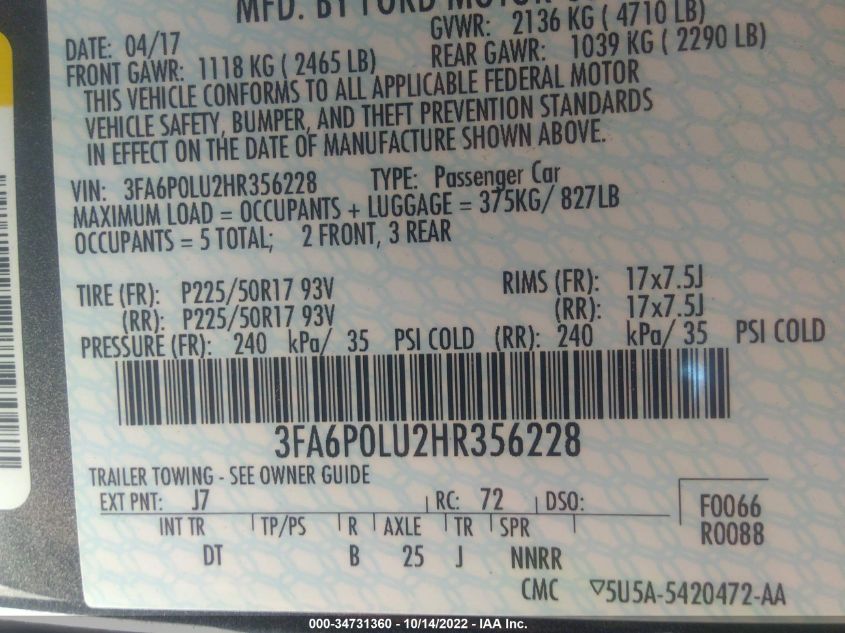 MFD. BY FORD MOTOR CO
DATE: 04/17 GVWR: 2136 KG ( 4710 LB)
FRONT GAWR: 1118 KG ( 2465 LB) REAR GAWR: 1039 KG ( 2290 LB)
THIS VEHICLE CONFORMS TO ALL APPLICABLE FEDERAL MOTOR
VEHICLE SAFETY, BUMPER, AND THEFT PREVENTION STANDARDS
IN EFFECT ON THE DATE OF MANUFACTURE SHOWN ABOVE.
VIN: 3FA6P0LU2HR356228 TYPE: Passenger Car
MAXIMUM LOAD = OCCUPANTS + LUGGAGE = 375KG/ 827LB
OCCUPANTS = 5 TOTAL; 2 FRONT, 3 REAR
TIRE (FR): P225/50R17 93V RIMS (FR): 17x7.5J
(RR): P225/50R17 93V (RR): 17x7.5J
PRESSURE (FR): 240 kPa/ 35 PSI COLD (RR): 240 kPa/ 35 PSI COLD
3FA6P0LU2HR356228
TRAILER TOWING - SEE OWNER GUIDE
EXT PNT: J7 RC: 72 DSO: F0066
INT TR TP/PS R AXLE TR SPR R0088
DT B 25 J NNRR
CMC ▽5U5A-5420472-AA
000-34731360 - 10/14/2022 - IAA Inc.